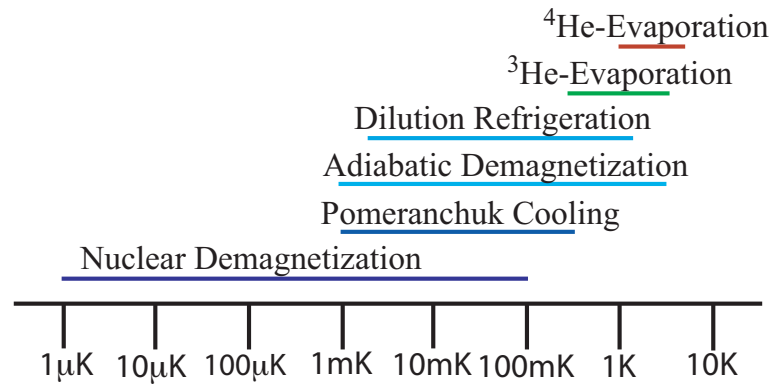 ⁴He-Evaporation
³He-Evaporation
Dilution Refrigeration
Adiabatic Demagnetization
Pomeranchuk Cooling
Nuclear Demagnetization
1μK 10μK 100μK 1mK 10mK 100mK 1K 10K